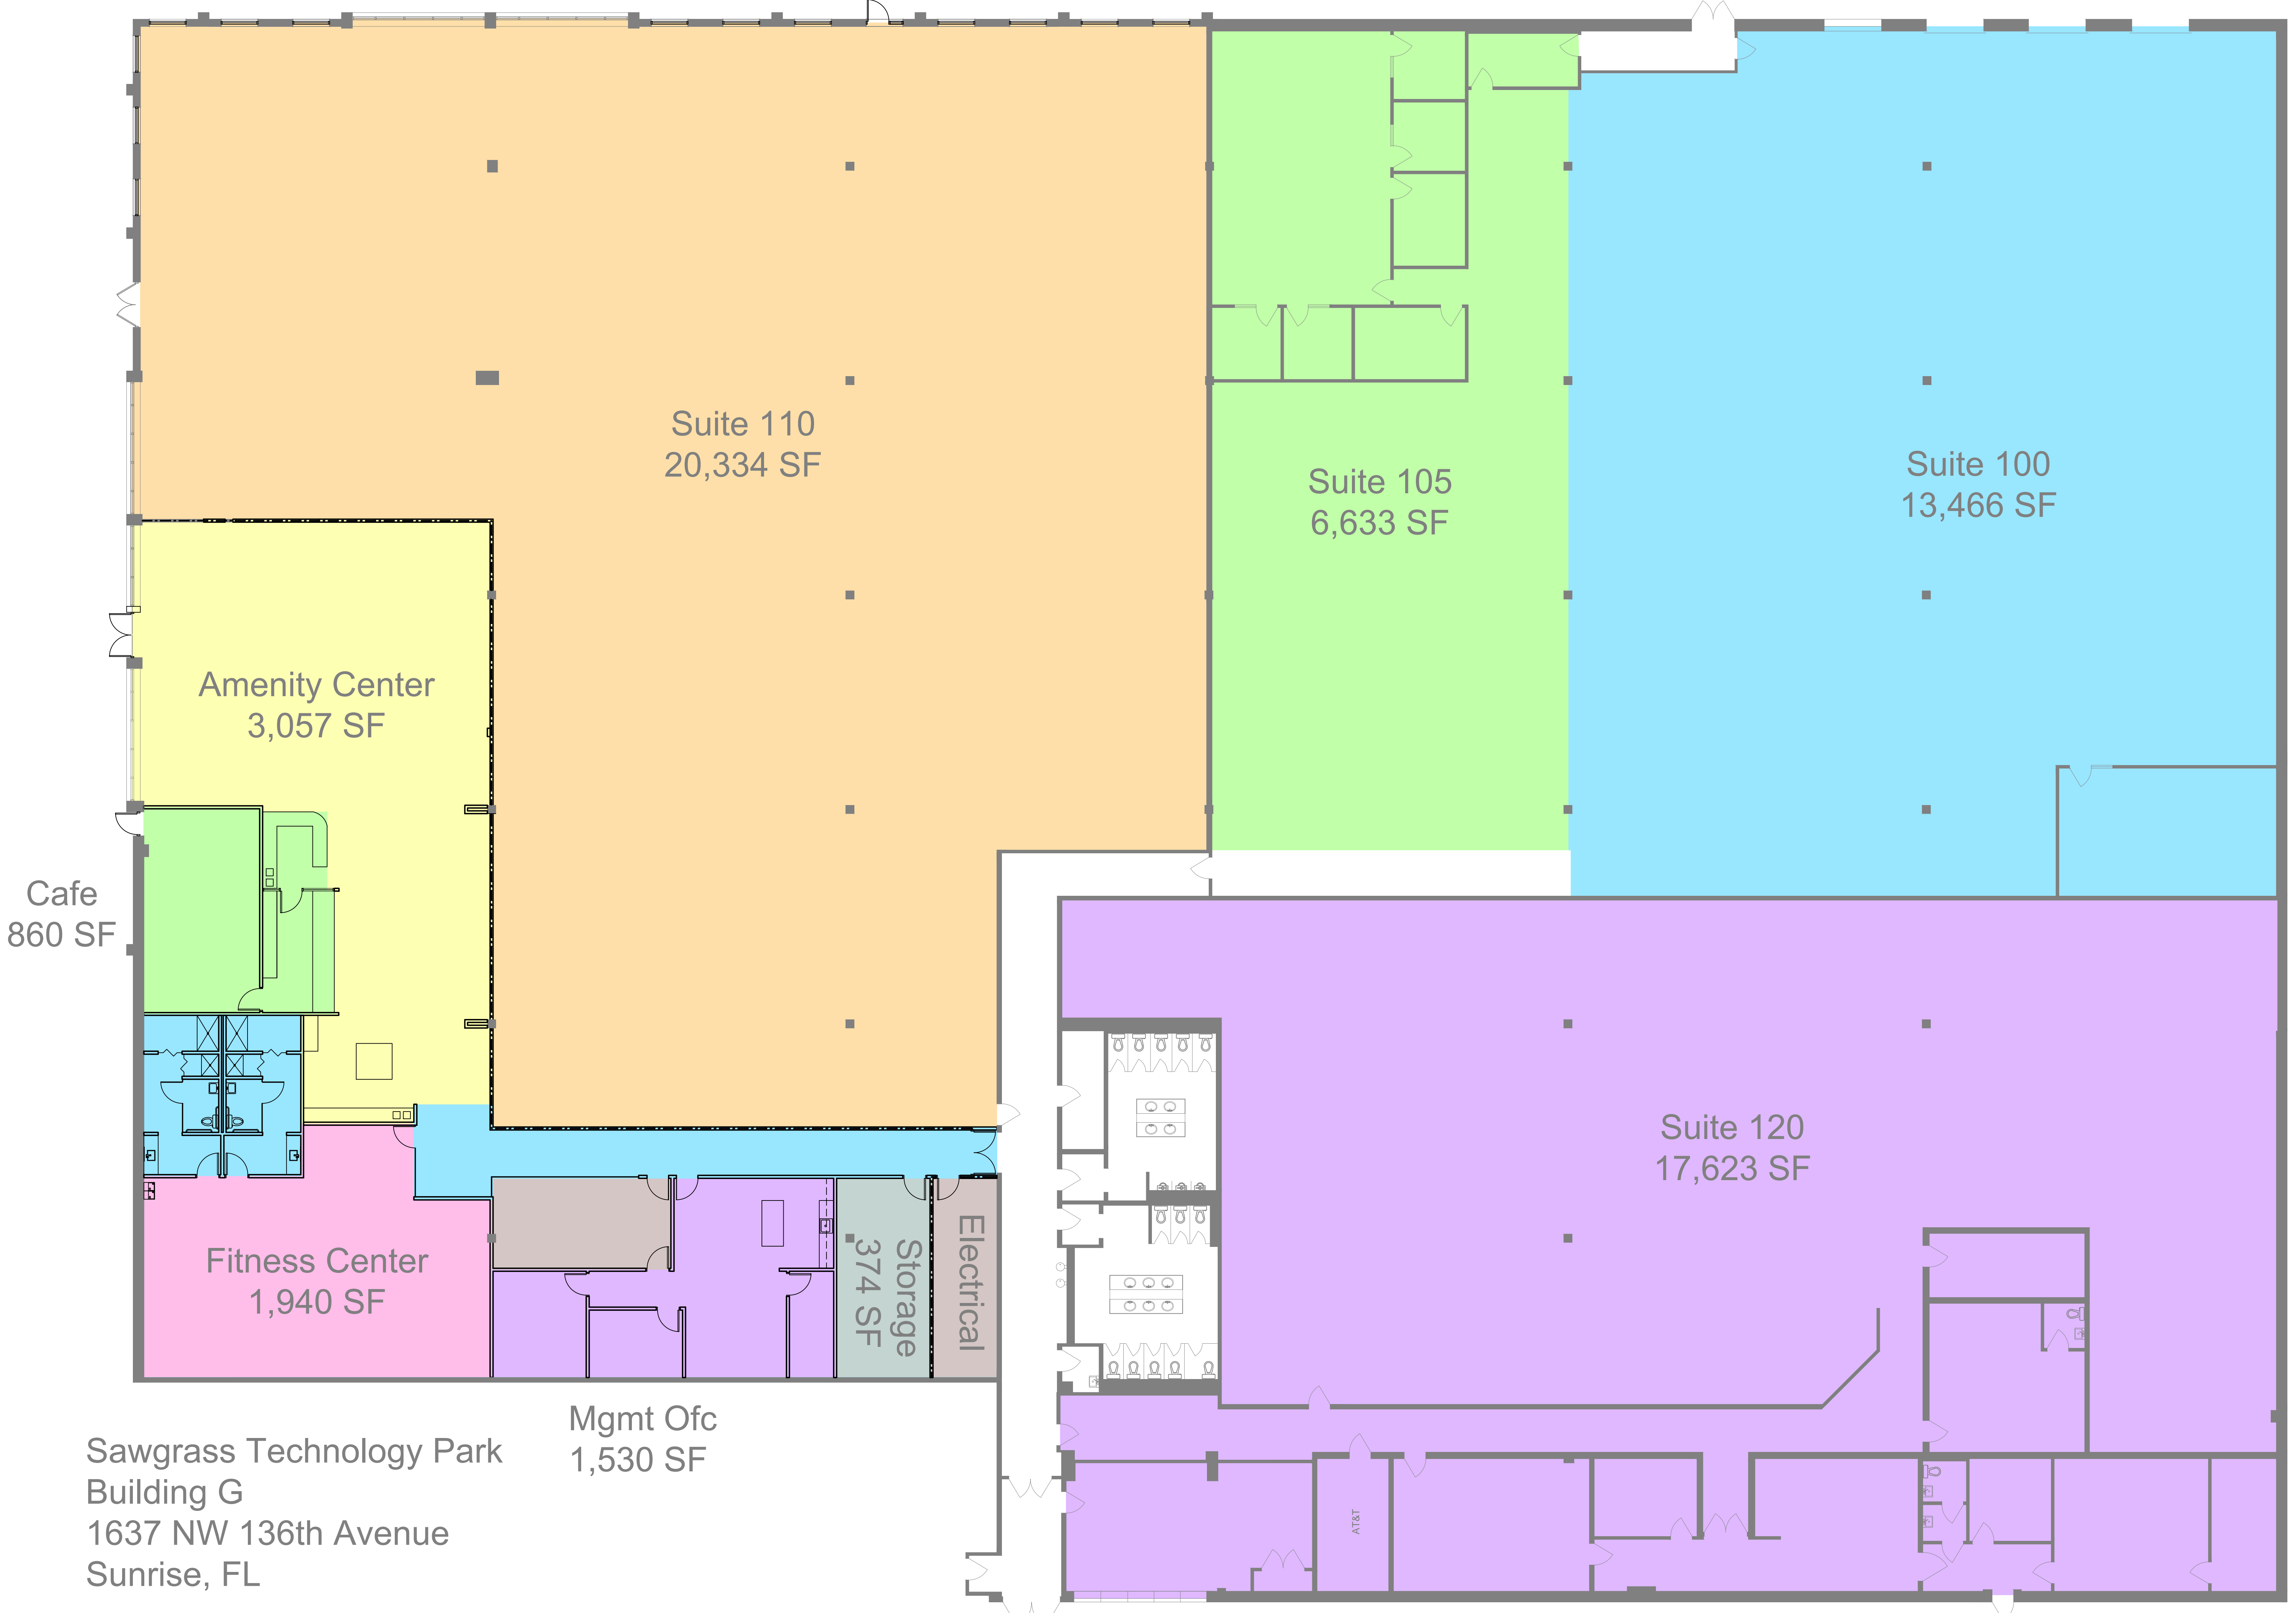 Suite 110
20,334 SF
Suite 105
6,633 SF
Suite 100
13,466 SF
Amenity Center
3,057 SF
Cafe
860 SF
Suite 120
17,623 SF
Fitness Center
1,940 SF
Storage
374 SF
Electrical
Mgmt Ofc
1,530 SF
AT&T
Sawgrass Technology Park
Building G
1637 NW 136th Avenue
Sunrise, FL